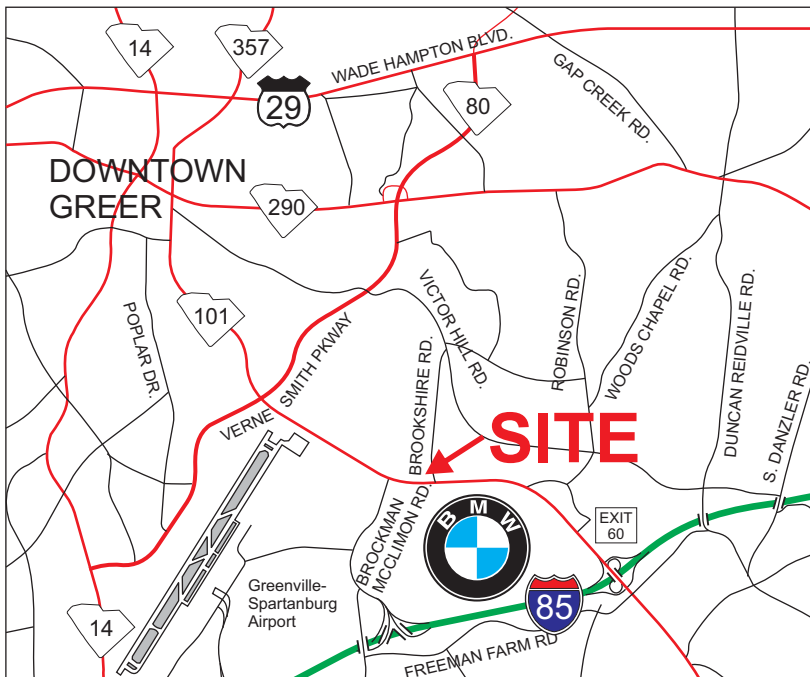 14
357
WADE HAMPTON BLVD.
29
80
GAP CREEK RD.
DOWNTOWN
GREER
290
POPLAR DR.
101
VERNE SMITH PKWAY
VICTOR HILL RD.
BROOKSHIRE RD.
ROBINSON RD.
WOODS CHAPEL RD.
DUNCAN REIDVILLE RD.
S. DANZLER RD.
SITE
BROCKMAN
MCCLIMON RD.
BMW
EXIT
60
85
Greenville-
Spartanburg
Airport
14
FREEMAN FARM RD